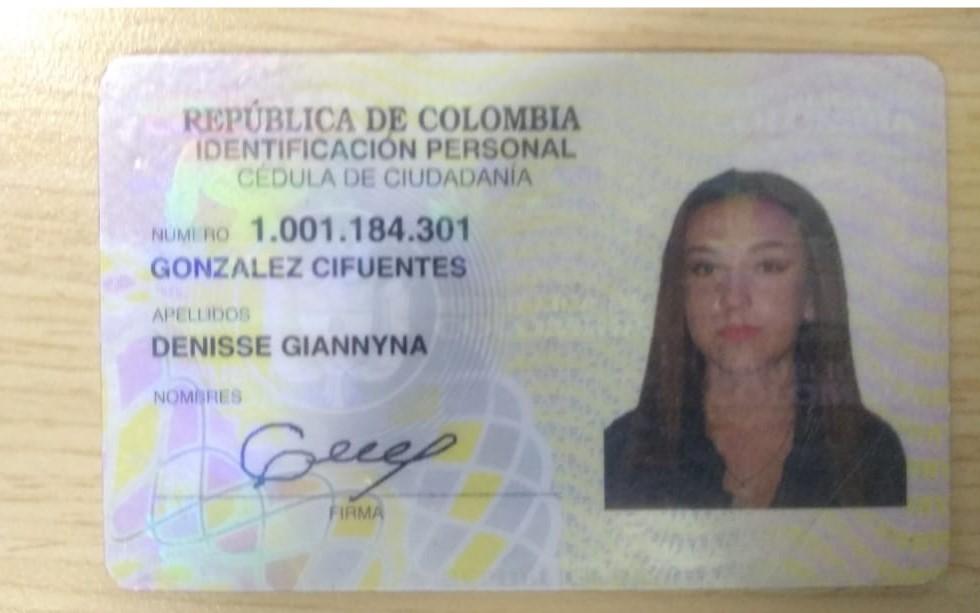 REPÚBLICA DE COLOMBIA
IDENTIFICACIÓN PERSONAL
CÉDULA DE CIUDADANÍA
NUMERO 1.001.184.301
GONZALEZ CIFUENTES
APELLIDOS
DENISSE GIANNYNA
NOMBRES
FIRMA